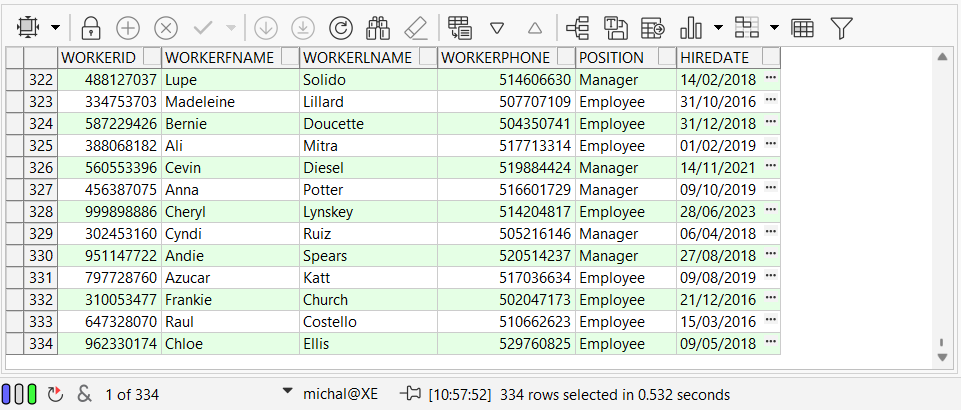 WORKERID WORKERFNAME WORKERLNAME WORKERPHONE POSITION HIREDATE
322 488127037 Lupe Solido 514606630 Manager 14/02/2018 ...
323 334753703 Madeleine Lillard 507707109 Employee 31/10/2016 ...
324 587229426 Bernie Doucette 504350741 Employee 31/12/2018 ...
325 388068182 Ali Mitra 517713314 Employee 01/02/2019 ...
326 560553396 Cevin Diesel 519884424 Manager 14/11/2021 ...
327 456387075 Anna Potter 516601729 Manager 09/10/2019 ...
328 999898886 Cheryl Lynskey 514204817 Employee 28/06/2023 ...
329 302453160 Cyndi Ruiz 505216146 Manager 06/04/2018 ...
330 951147722 Andie Spears 520514237 Manager 27/08/2018 ...
331 797728760 Azucar Katt 517036634 Employee 09/08/2019 ...
332 310053477 Frankie Church 502047173 Employee 21/12/2016 ...
333 647328070 Raul Costello 510662623 Employee 15/03/2016 ...
334 962330174 Chloe Ellis 529760825 Employee 09/05/2018 ...
& 1 of 334 michal@XE [10:57:52] 334 rows selected in 0.532 seconds